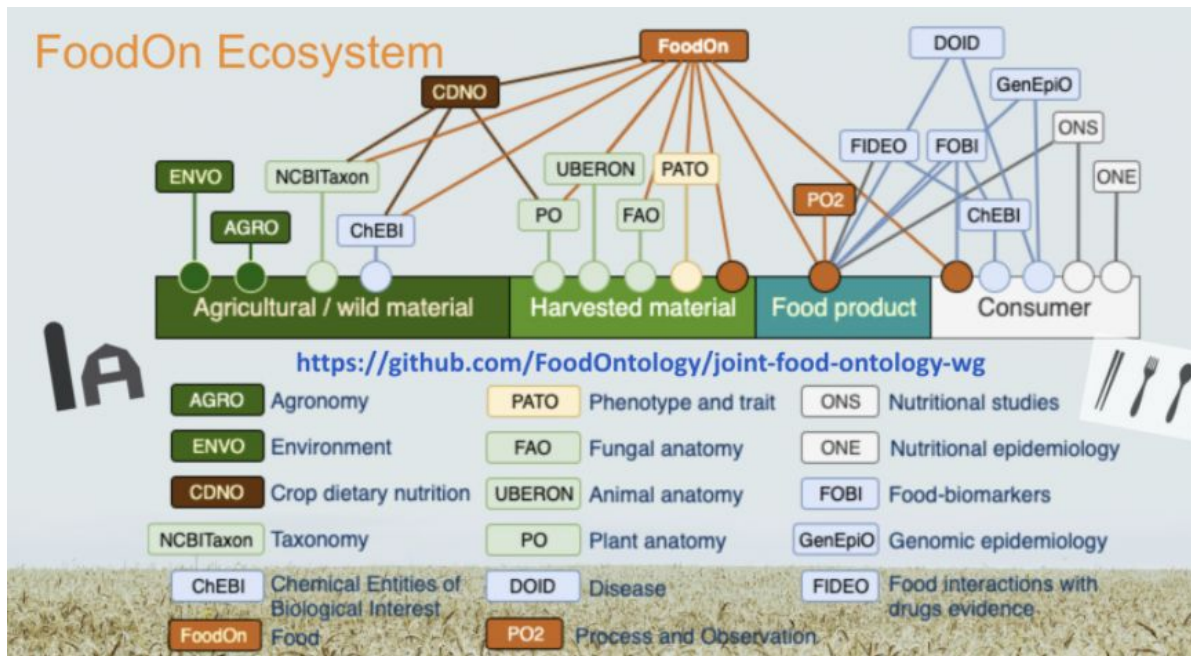 FoodOn Ecosystem
FoodOn
DOID
CDNO
GenEpiO
ONS
FIDEO
FOBI
ENVO
NCBITaxon
UBERON
PATO
ONE
PO2
AGRO
ChEBI
PO
FAO
ChEBI
Agricultural / wild material
Harvested material
Food product
Consumer
https://github.com/FoodOntology/joint-food-ontology-wg
AGRO Agronomy
ENVO Environment
CDNO Crop dietary nutrition
NCBITaxon Taxonomy
ChEBI Chemical Entities of
Biological Interest
FoodOn Food
PATO Phenotype and trait
FAO Fungal anatomy
UBERON Animal anatomy
PO Plant anatomy
DOID Disease
PO2 Process and Observation
ONS Nutritional studies
ONE Nutritional epidemiology
FOBI Food-biomarkers
GenEpiO Genomic epidemiology
FIDEO Food interactions with
drugs evidence